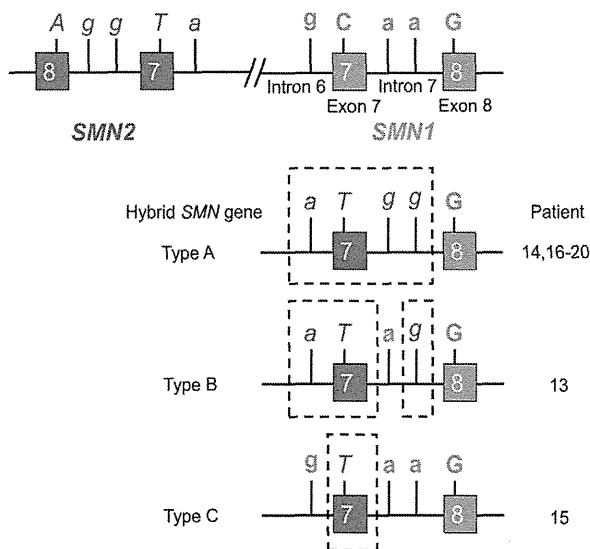 A g g T a g C a a G
8 7 7 8
Intron 6 Intron 7
Exon 7 Exon 8
SMN2 SMN1
a T g g G
Hybrid SMN gene Patient
Type A 7 8 14,16-20
a T a g G
Type B 7 8 13
g T a a G
Type C 7 8 15